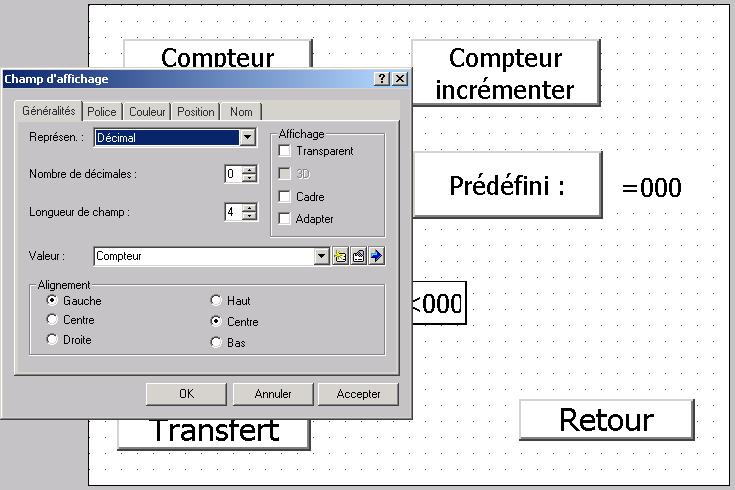 Compteur
Compteur
incrémenter
Champ d'affichage
Généralités Police Couleur Position Nom
Représen. : Décimal
Affichage
Transparent
Nombre de décimales : 0
3D
Cadre
Longueur de champ : 4
Adapter
Prédéfini : =000
Valeur : Compteur
Alignement
Gauche Haut
Centre Centre
Droite Bas
<000
OK Annuler Accepter
Transfert
Retour